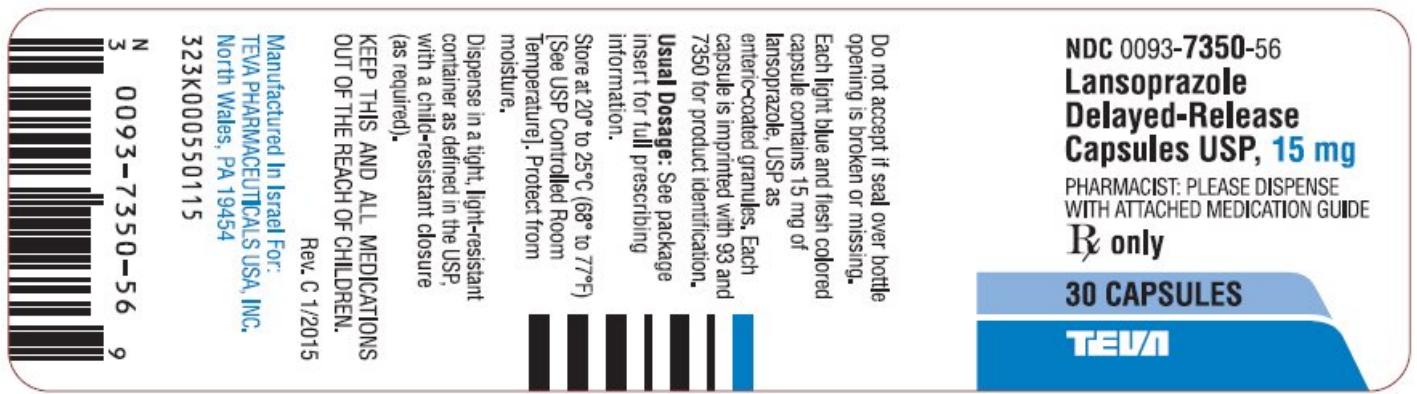 NDC 0093-7350-56
Lansoprazole
Delayed-Release
Capsules USP, 15 mg
PHARMACIST: PLEASE DISPENSE
WITH ATTACHED MEDICATION GUIDE
Rx only
30 CAPSULES
TEVA
Do not accept if seal over bottle
opening is broken or missing.
Each light blue and flesh colored
capsule contains 15 mg of
lansoprazole, USP as
enteric-coated granules. Each
capsule is imprinted with 93 and
7350 for product identification.
Usual Dosage: See package
insert for full prescribing
information.
Store at 20° to 25°C (68° to 77°F)
[See USP Controlled Room
Temperature]. Protect from
moisture.
Dispense in a tight, light-resistant
container as defined in the USP,
with a child-resistant closure
(as required).
KEEP THIS AND ALL MEDICATIONS
OUT OF THE REACH OF CHILDREN.
Rev. C 1/2015
Manufactured In Israel For:
TEVA PHARMACEUTICALS USA, INC.
North Wales, PA 19454
323K000550115
N
3 0093-7350-56 9